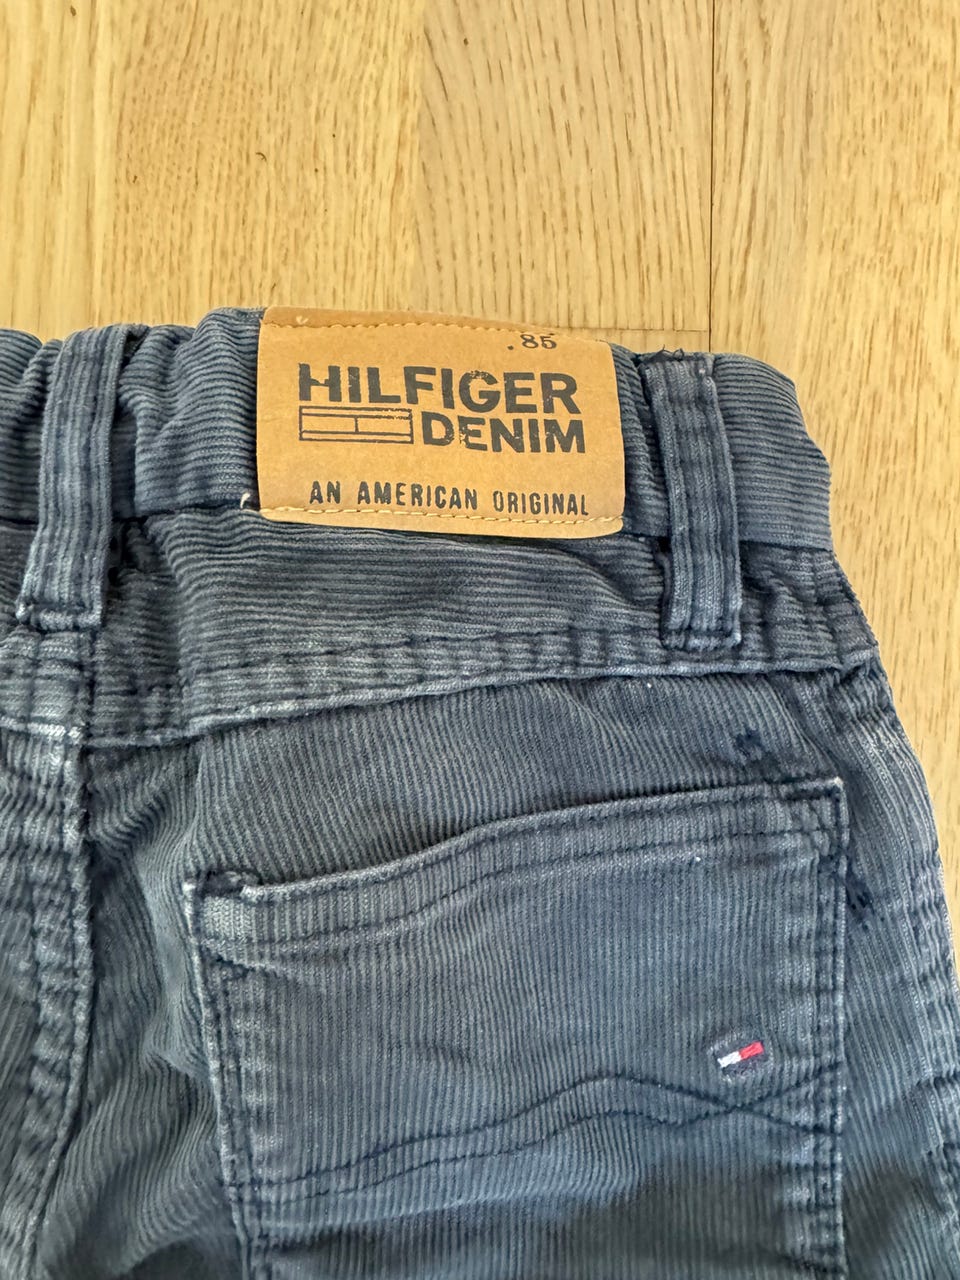 .85
HILFIGER
DENIM
AN AMERICAN ORIGINAL